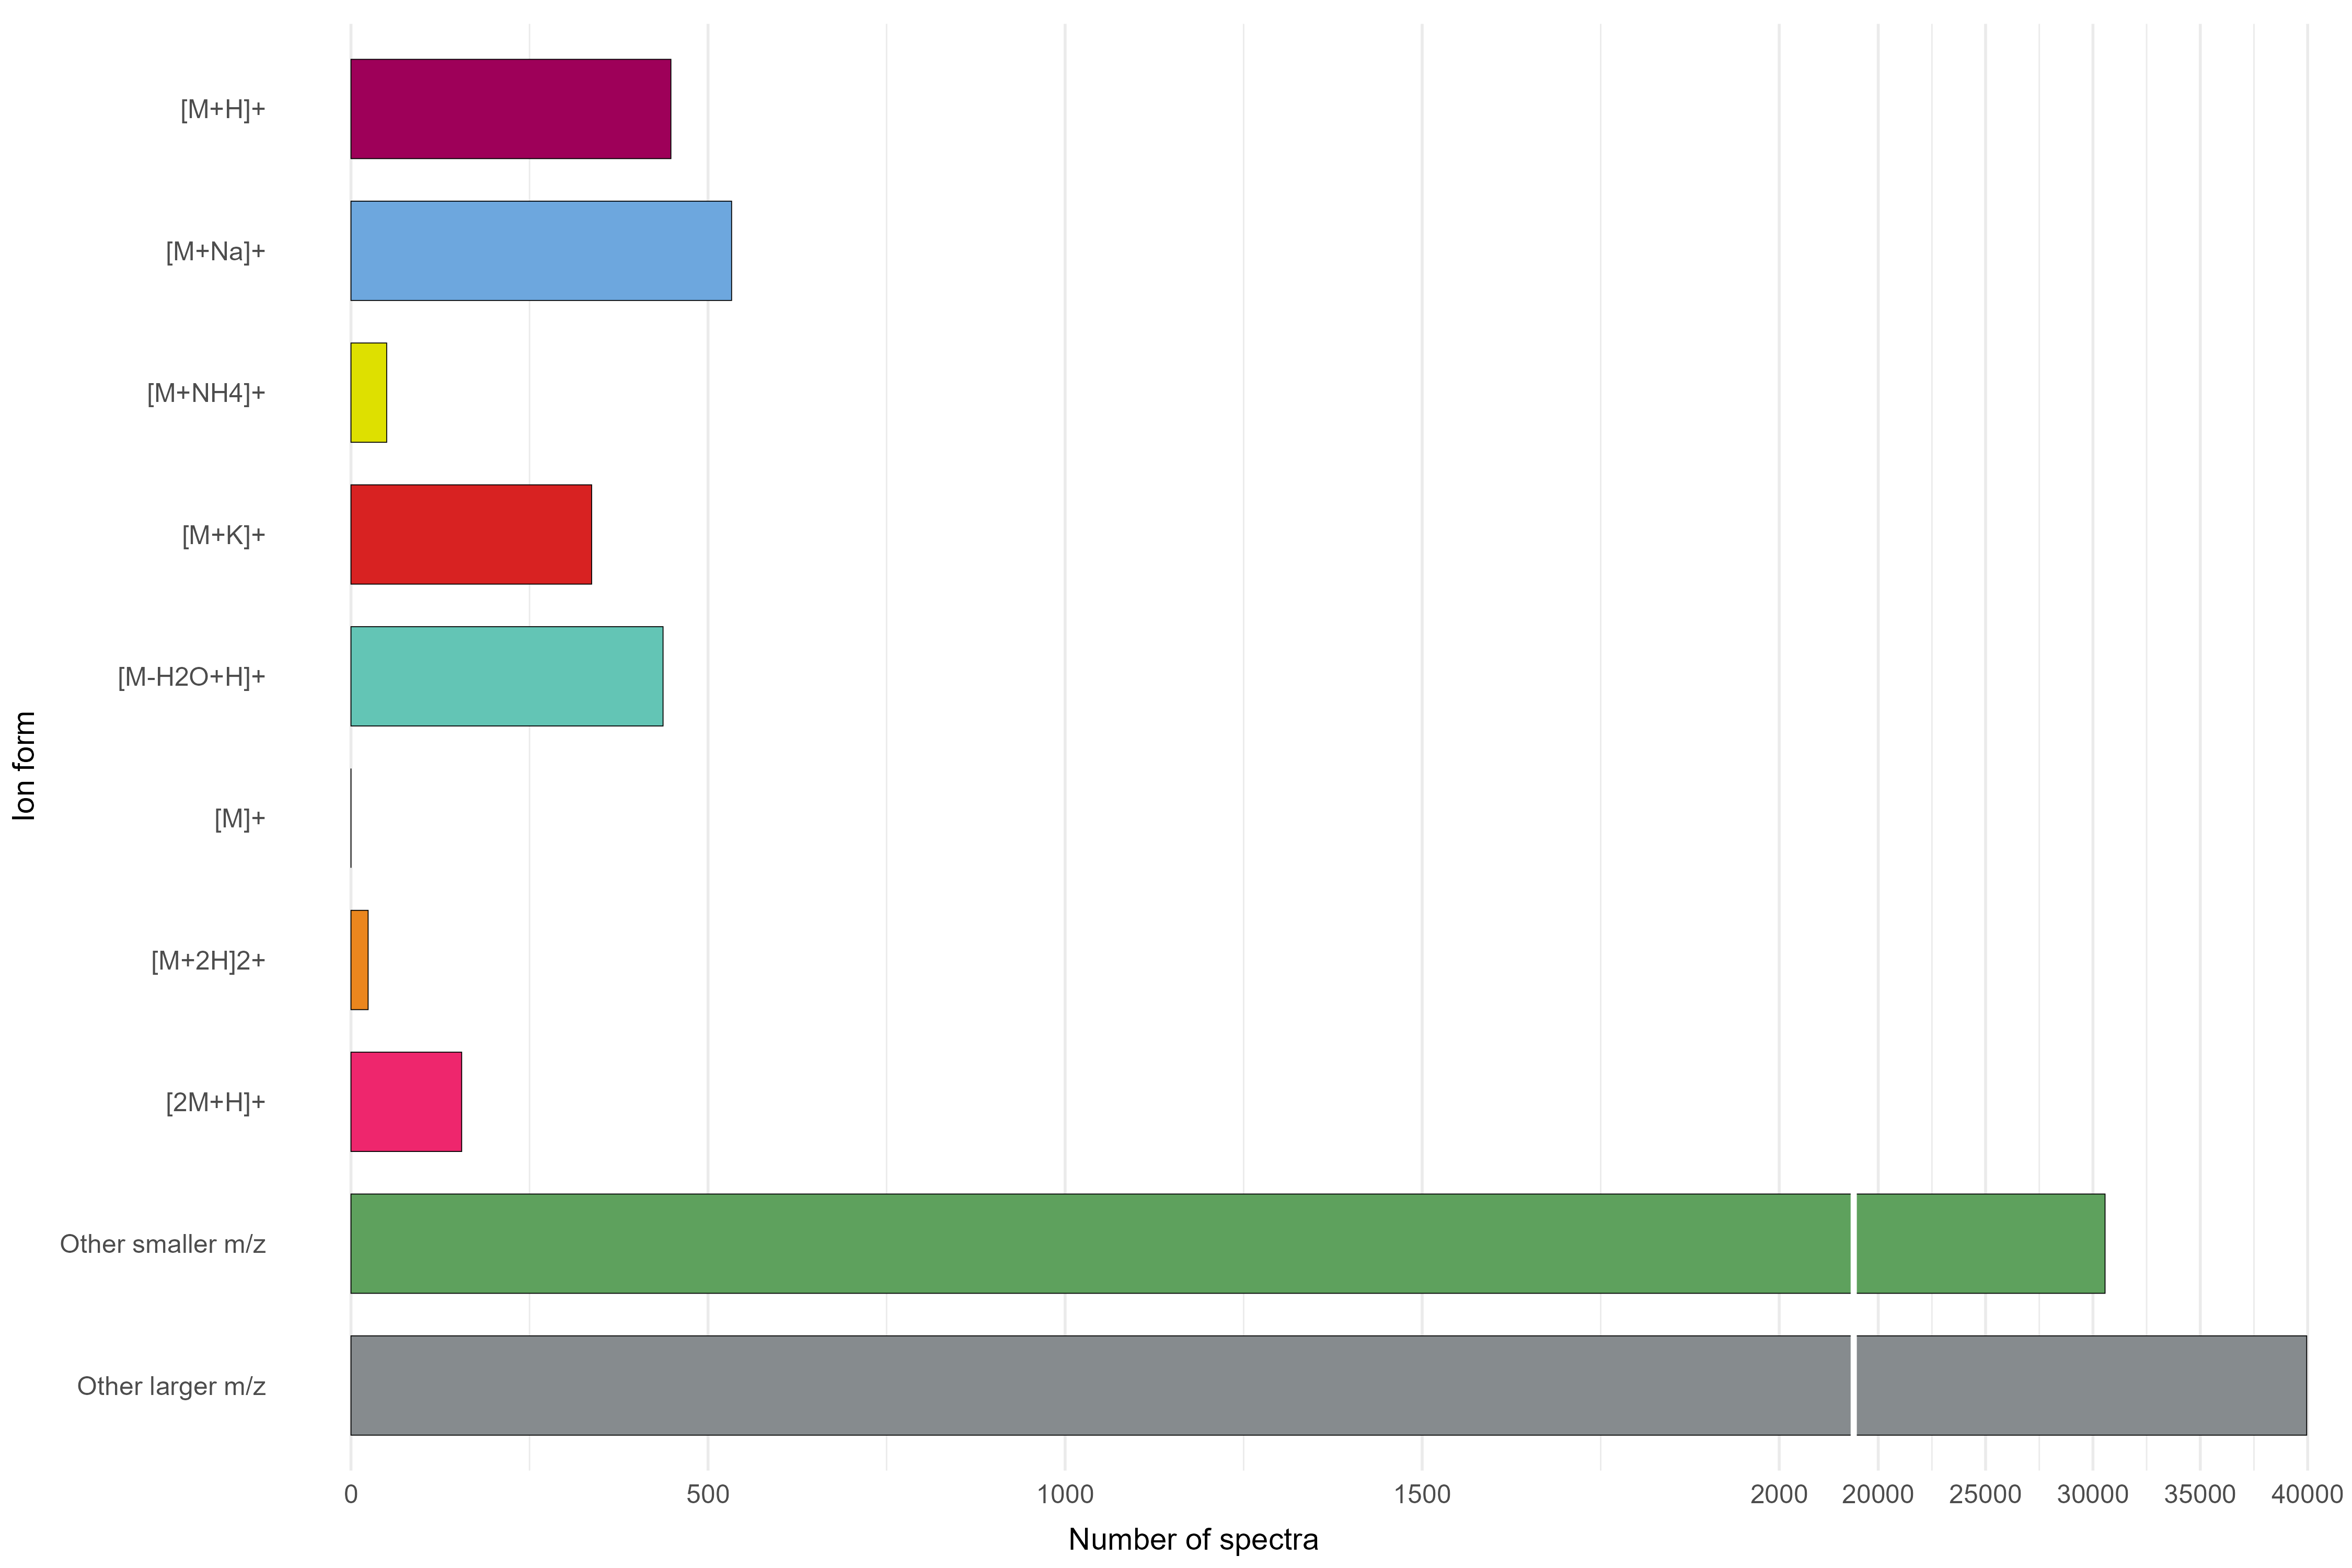 [M+H]+
[M+Na]+
[M+NH4]+
[M+K]+
[M-H2O+H]+
[M]+
[M+2H]2+
[2M+H]+
Other smaller m/z
Other larger m/z
Ion form
0 500 1000 1500 2000 20000 25000 30000 35000 40000
Number of spectra